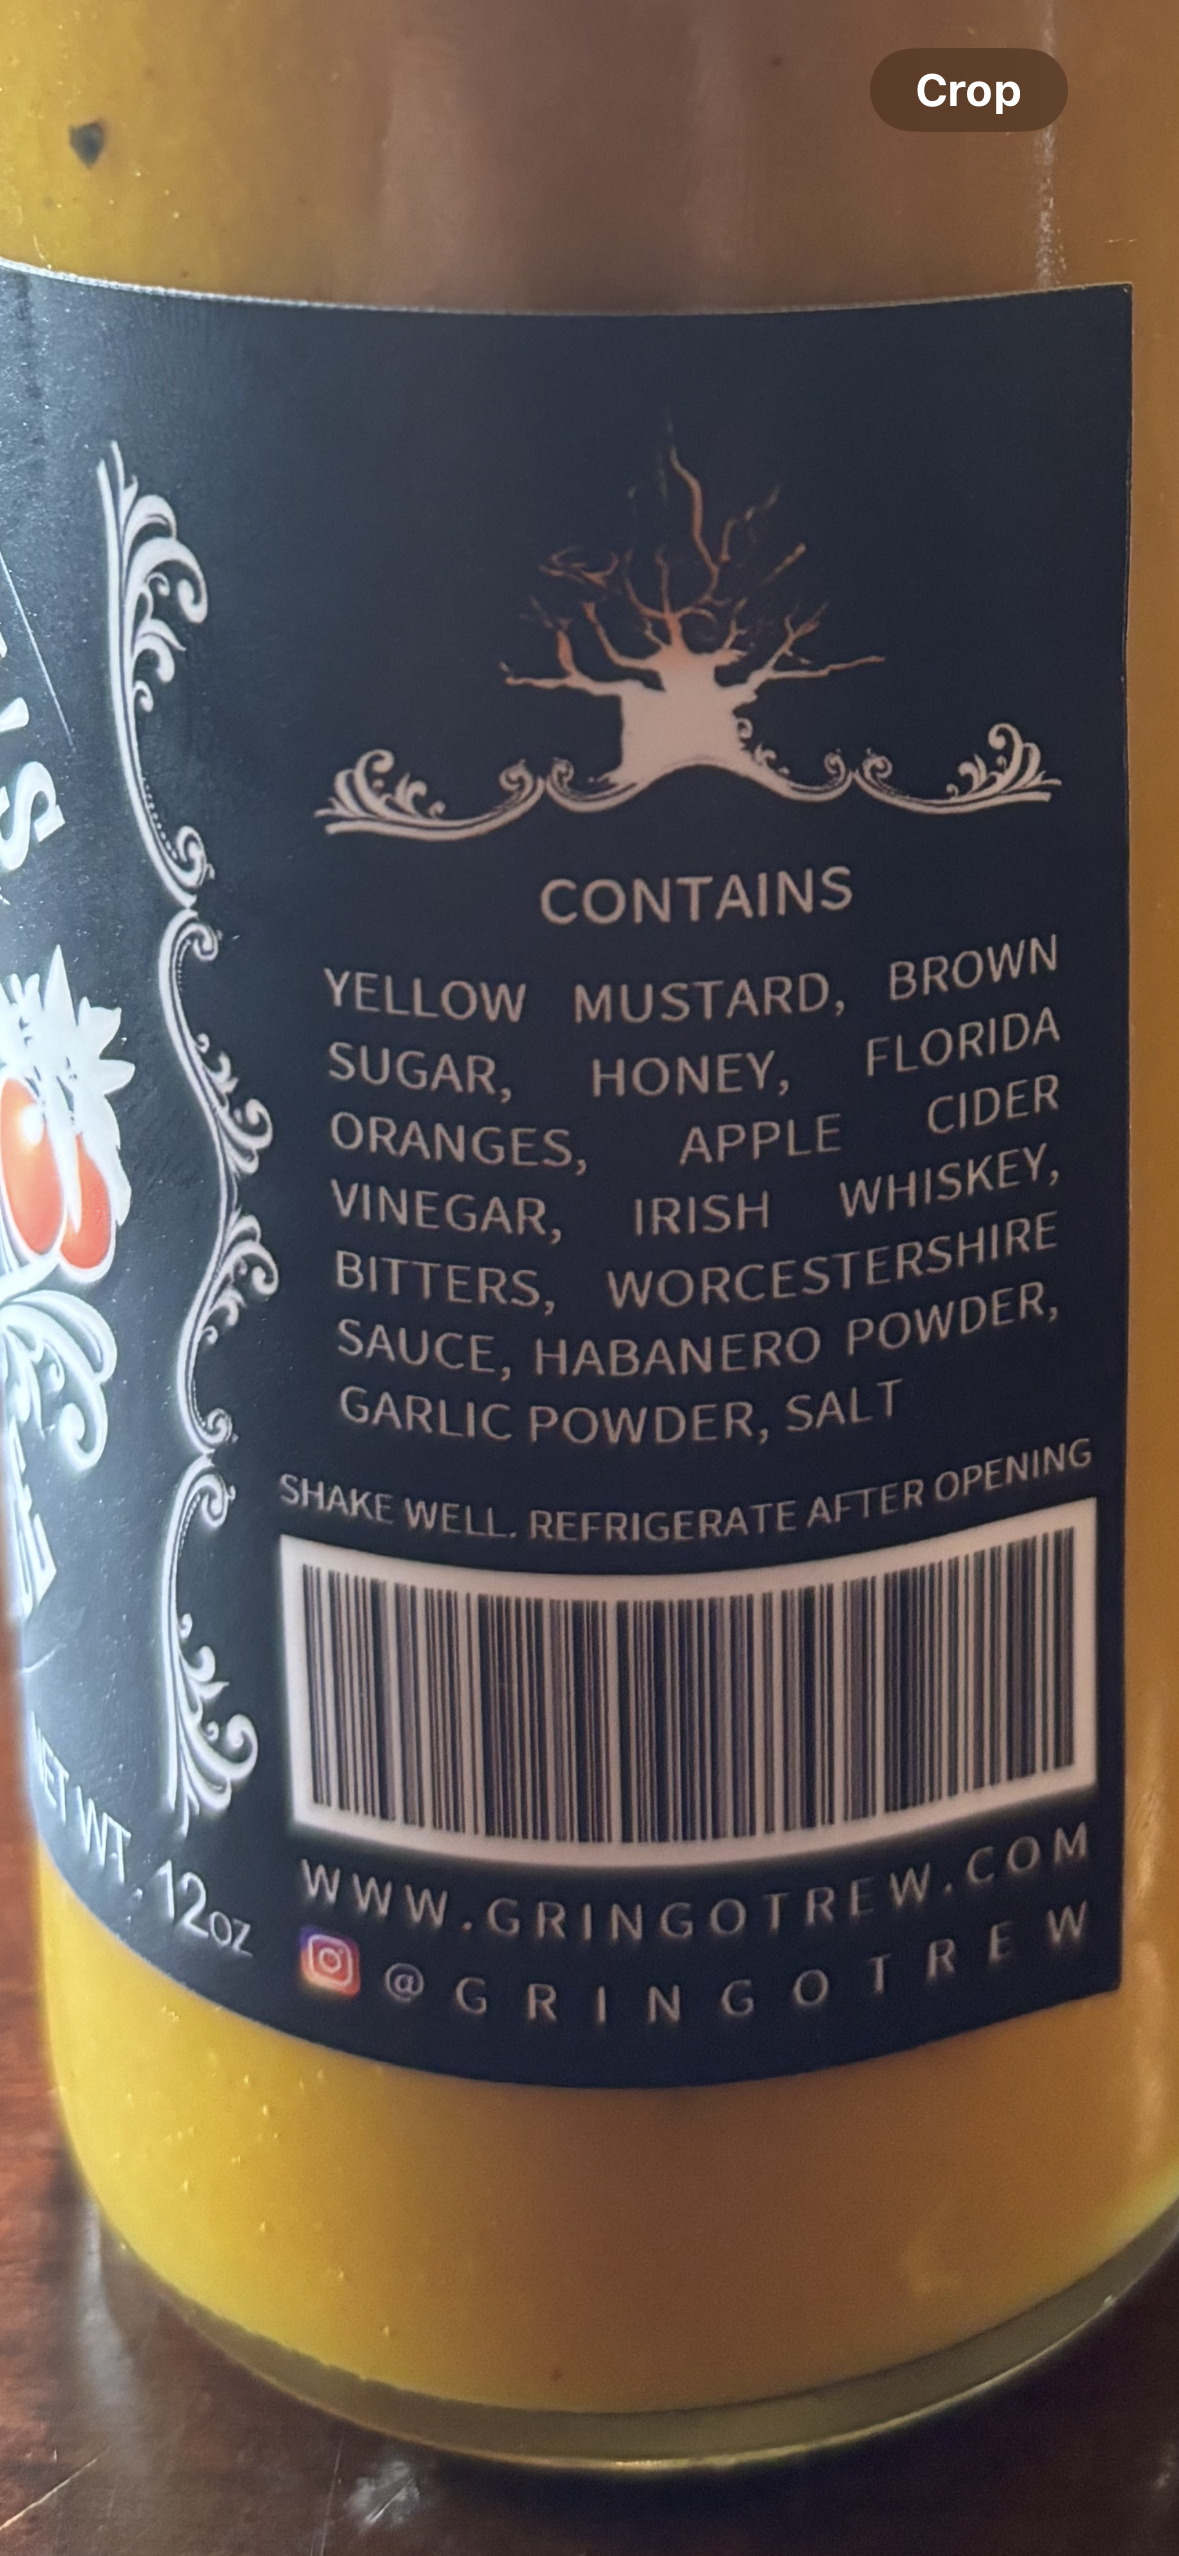 Crop
CONTAINS
YELLOW MUSTARD, BROWN
SUGAR, HONEY, FLORIDA
ORANGES, APPLE CIDER
VINEGAR, IRISH WHISKEY,
BITTERS, WORCESTERSHIRE
SAUCE, HABANERO POWDER,
GARLIC POWDER, SALT
SHAKE WELL. REFRIGERATE AFTER OPENING
WT. 12oz
WWW.GRINGOTREW.COM
@GRINGOTREW